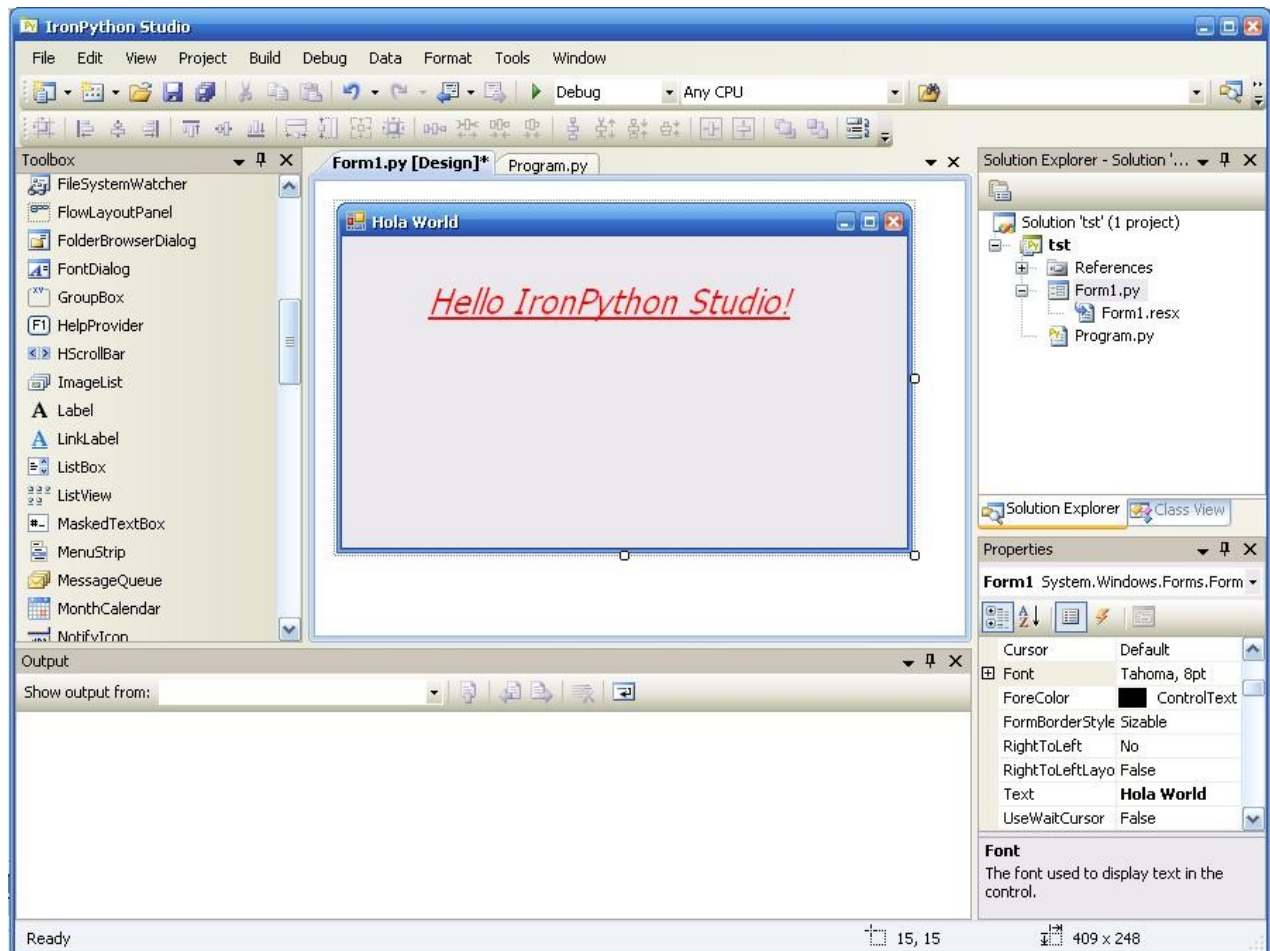 IronPython Studio
File Edit View Project Build Debug Data Format Tools Window
Debug Any CPU
Toolbox
FileSystemWatcher
FlowLayoutPanel
FolderBrowserDialog
FontDialog
GroupBox
HelpProvider
HScrollBar
ImageList
Label
LinkLabel
ListBox
ListView
MaskedTextBox
MenuStrip
MessageQueue
MonthCalendar
NotifyIcon
Form1.py [Design]* Program.py
Hola World
Hello IronPython Studio!
Solution Explorer - Solution '...
Solution 'tst' (1 project)
tst
References
Form1.py
Form1.resx
Program.py
Solution Explorer Class View
Properties
Form1 System.Windows.Forms.Form
Cursor Default
Font Tahoma, 8pt
ForeColor ControlText
FormBorderStyle Sizable
RightToLeft No
RightToLeftLayo False
Text Hola World
UseWaitCursor False
Font
The font used to display text in the
control.
Output
Show output from:
Ready 15, 15 409 x 248